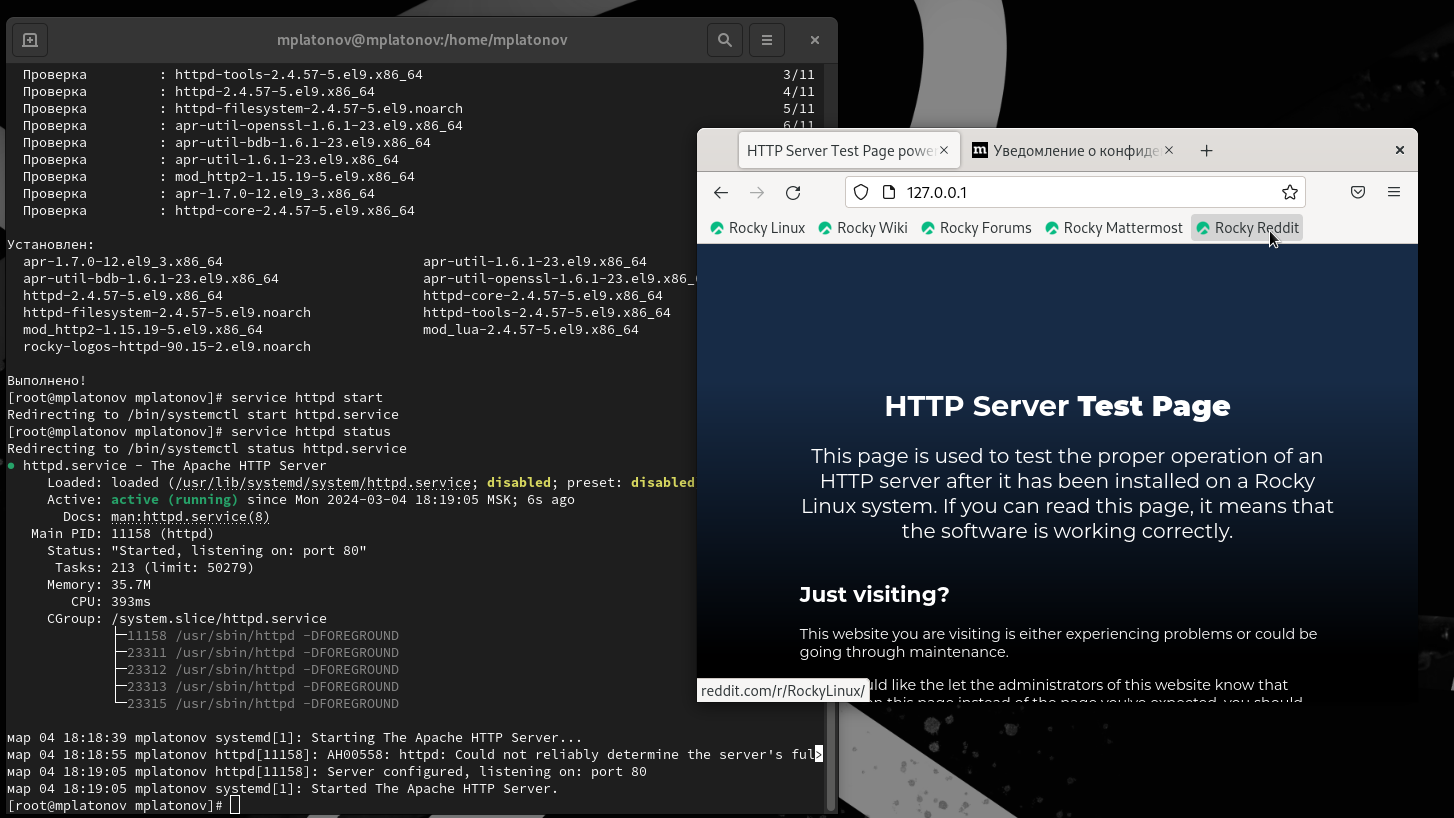 mplatonov@mplatonov:/home/mplatonov
Проверка : httpd-tools-2.4.57-5.el9.x86_64 3/11
Проверка : httpd-2.4.57-5.el9.x86_64 4/11
Проверка : httpd-filesystem-2.4.57-5.el9.noarch 5/11
Проверка : apr-util-openssl-1.6.1-23.el9.x86_64 6/11
Проверка : apr-util-bdb-1.6.1-23.el9.x86_64
Проверка : apr-util-1.6.1-23.el9.x86_64
Проверка : mod_http2-1.15.19-5.el9.x86_64
Проверка : apr-1.7.0-12.el9_3.x86_64
Проверка : httpd-core-2.4.57-5.el9.x86_64
Установлен:
apr-1.7.0-12.el9_3.x86_64 apr-util-1.6.1-23.el9.x86_64
apr-util-bdb-1.6.1-23.el9.x86_64 apr-util-openssl-1.6.1-23.el9.x86_
httpd-2.4.57-5.el9.x86_64 httpd-core-2.4.57-5.el9.x86_64
httpd-filesystem-2.4.57-5.el9.noarch httpd-tools-2.4.57-5.el9.x86_64
mod_http2-1.15.19-5.el9.x86_64 mod_lua-2.4.57-5.el9.x86_64
rocky-logos-httpd-90.15-2.el9.noarch
Выполнено!
[root@mplatonov mplatonov]# service httpd start
Redirecting to /bin/systemctl start httpd.service
[root@mplatonov mplatonov]# service httpd status
Redirecting to /bin/systemctl status httpd.service
● httpd.service - The Apache HTTP Server
Loaded: loaded (/usr/lib/systemd/system/httpd.service; disabled; preset: disabled
Active: active (running) since Mon 2024-03-04 18:19:05 MSK; 6s ago
Docs: man:httpd.service(8)
Main PID: 11158 (httpd)
Status: "Started, listening on: port 80"
Tasks: 213 (limit: 50279)
Memory: 35.7M
CPU: 393ms
CGroup: /system.slice/httpd.service
├─11158 /usr/sbin/httpd -DFOREGROUND
├─23311 /usr/sbin/httpd -DFOREGROUND
├─23312 /usr/sbin/httpd -DFOREGROUND
├─23313 /usr/sbin/httpd -DFOREGROUND
└─23315 /usr/sbin/httpd -DFOREGROUND
мар 04 18:18:39 mplatonov systemd[1]: Starting The Apache HTTP Server...
мар 04 18:18:55 mplatonov httpd[11158]: AH00558: httpd: Could not reliably determine the server's ful>
мар 04 18:19:05 mplatonov httpd[11158]: Server configured, listening on: port 80
мар 04 18:19:05 mplatonov systemd[1]: Started The Apache HTTP Server.
[root@mplatonov mplatonov]#
HTTP Server Test Page powe
m Уведомление о конфиде
127.0.0.1
Rocky Linux Rocky Wiki Rocky Forums Rocky Mattermost Rocky Reddit
HTTP Server Test Page
This page is used to test the proper operation of an
HTTP server after it has been installed on a Rocky
Linux system. If you can read this page, it means that
the software is working correctly.
Just visiting?
This website you are visiting is either experiencing problems or could be
going through maintenance.
uld like the let the administrators of this website know that
this page instead of the page you've expected, you should
reddit.com/r/RockyLinux/